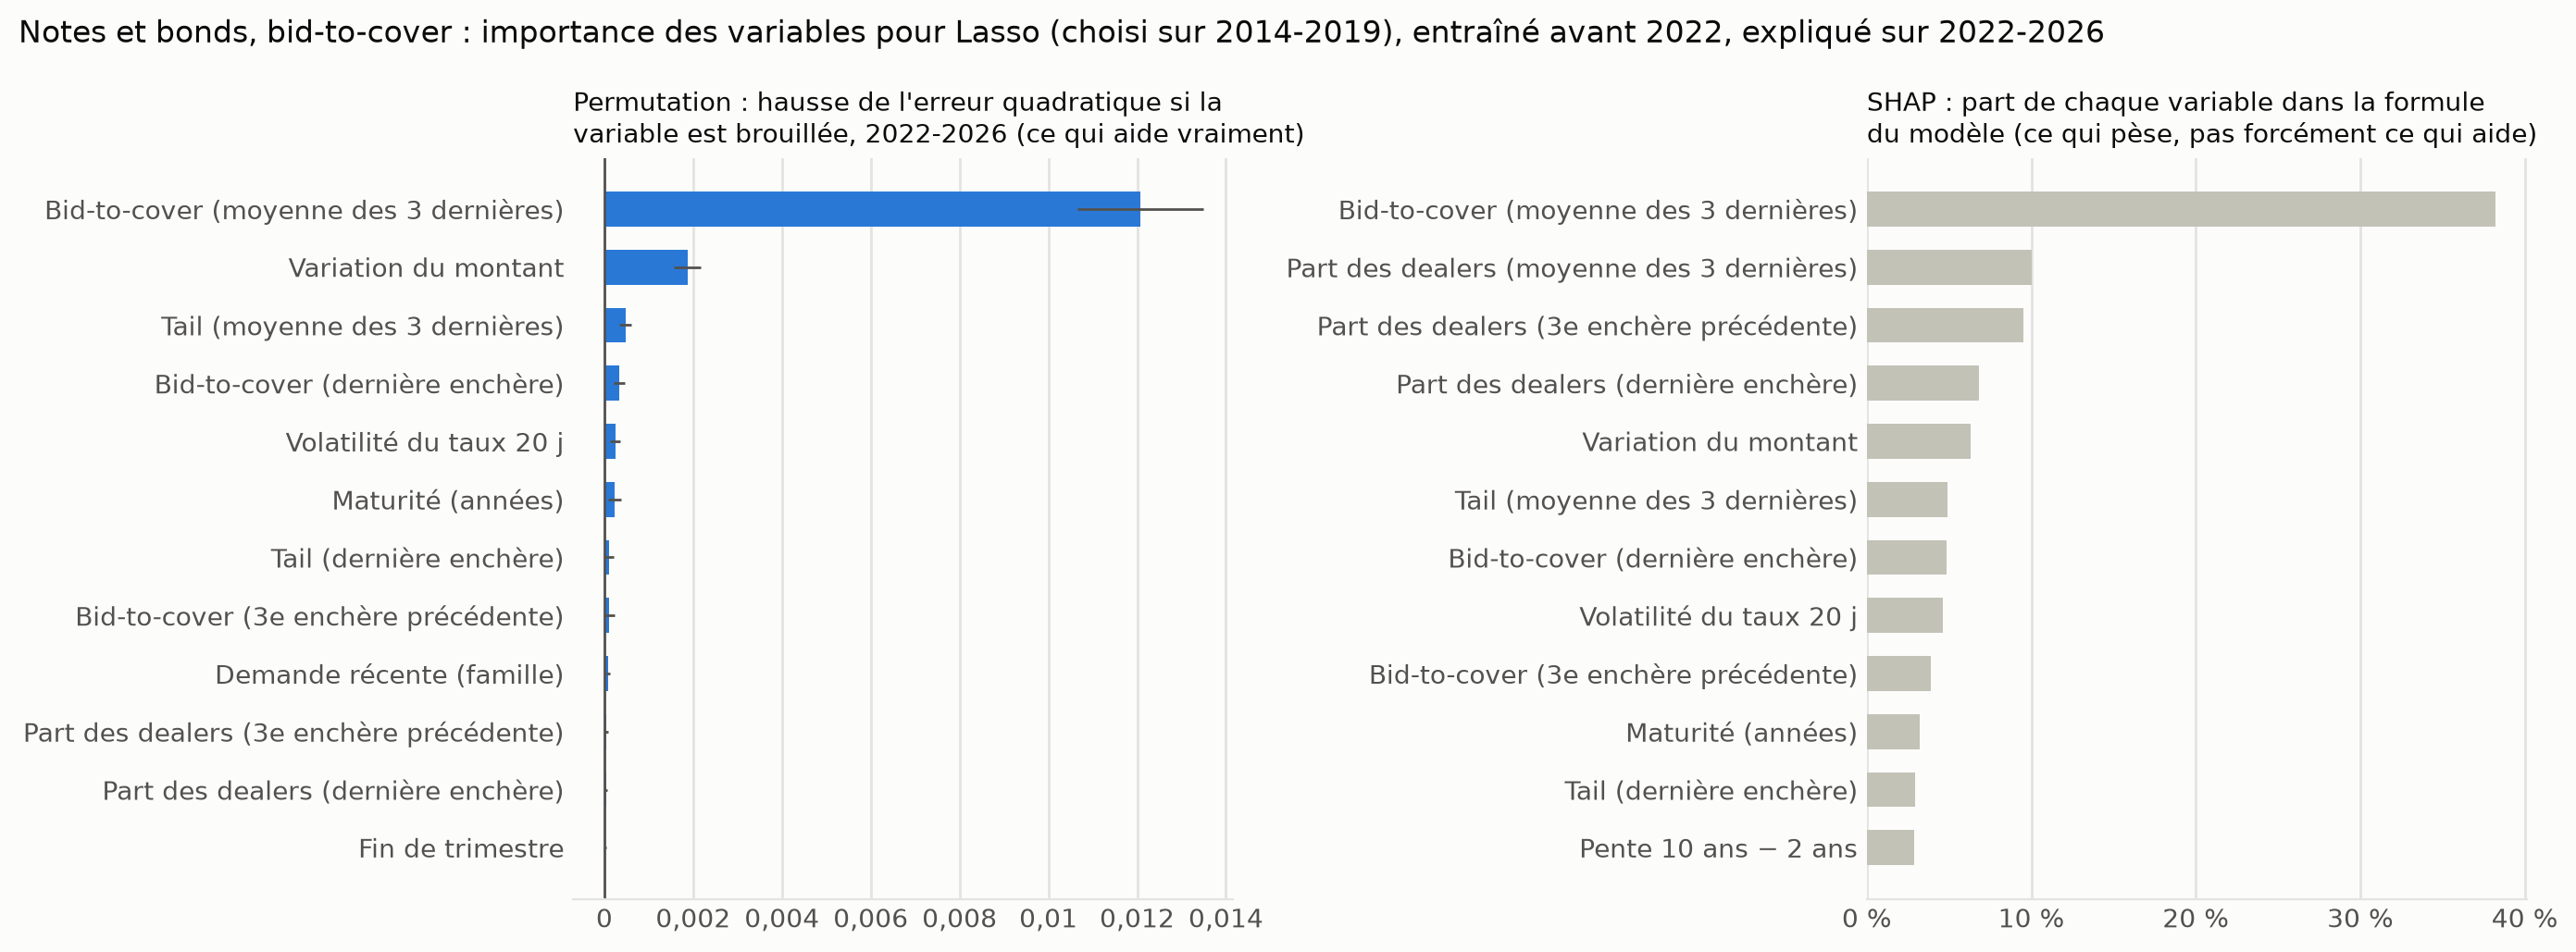 Notes et bonds, bid-to-cover : importance des variables pour Lasso (choisi sur 2014-2019), entraîné avant 2022, expliqué sur 2022-2026
Permutation : hausse de l'erreur quadratique si la
variable est brouillée, 2022-2026 (ce qui aide vraiment)
Bid-to-cover (moyenne des 3 dernières)
Variation du montant
Tail (moyenne des 3 dernières)
Bid-to-cover (dernière enchère)
Volatilité du taux 20 j
Maturité (années)
Tail (dernière enchère)
Bid-to-cover (3e enchère précédente)
Demande récente (famille)
Part des dealers (3e enchère précédente)
Part des dealers (dernière enchère)
Fin de trimestre
0 0,002 0,004 0,006 0,008 0,01 0,012 0,014
SHAP : part de chaque variable dans la formule
du modèle (ce qui pèse, pas forcément ce qui aide)
Bid-to-cover (moyenne des 3 dernières)
Part des dealers (moyenne des 3 dernières)
Part des dealers (3e enchère précédente)
Part des dealers (dernière enchère)
Variation du montant
Tail (moyenne des 3 dernières)
Bid-to-cover (dernière enchère)
Volatilité du taux 20 j
Bid-to-cover (3e enchère précédente)
Maturité (années)
Tail (dernière enchère)
Pente 10 ans − 2 ans
0 % 10 % 20 % 30 % 40 %